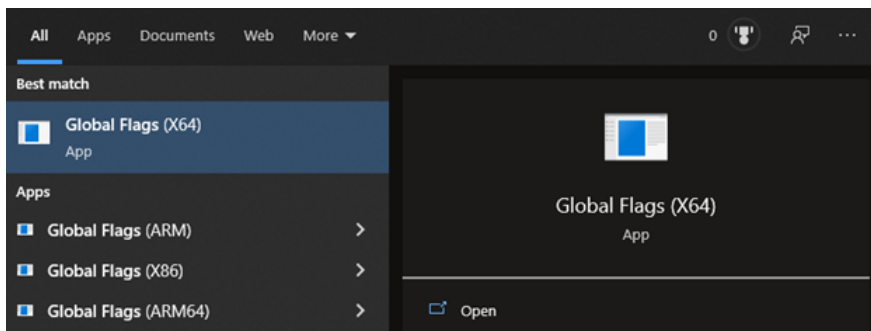 All Apps Documents Web More 0 ...
Best match
Global Flags (X64)
App
Apps
Global Flags (ARM)
Global Flags (X86)
Global Flags (ARM64)
Global Flags (X64)
App
Open